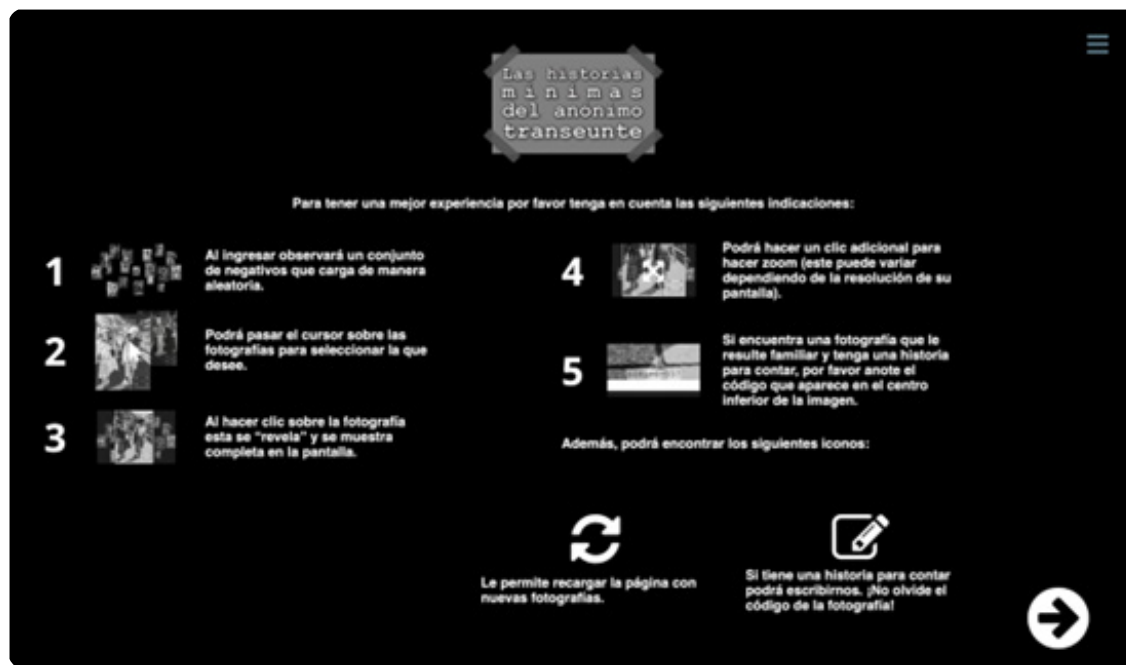 Las historias
mínimas
del anónimo
transeunte
Para tener una mejor experiencia por favor tenga en cuenta las siguientes indicaciones:
1
Al ingresar observará un conjunto
de negativos que carga de manera
aleatoria.
2
Podrá pasar el cursor sobre las
fotografías para seleccionar la que
desee.
3
Al hacer clic sobre la fotografía
esta se "revela" y se muestra
completa en la pantalla.
4
Podrá hacer un clic adicional para
hacer zoom (este puede variar
dependiendo de la resolución de su
pantalla).
5
Si encuentra una fotografía que le
resulte familiar y tenga una historia
para contar, por favor anote el
código que aparece en el centro
inferior de la imagen.
Además, podrá encontrar los siguientes iconos:
Le permite recargar la página con
nuevas fotografías.
Si tiene una historia para contar
podrá escribirnos. ¡No olvide el
código de la fotografía!